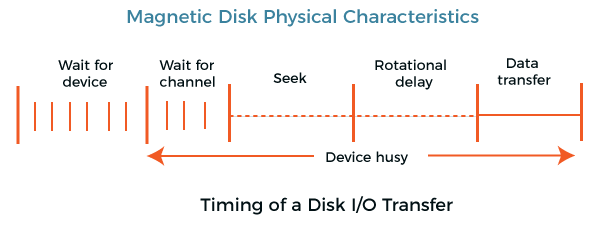 Magnetic Disk Physical Characteristics
Wait for
device
Wait for
channel
Seek
Rotational
delay
Data
transfer
Device husy
Timing of a Disk I/O Transfer